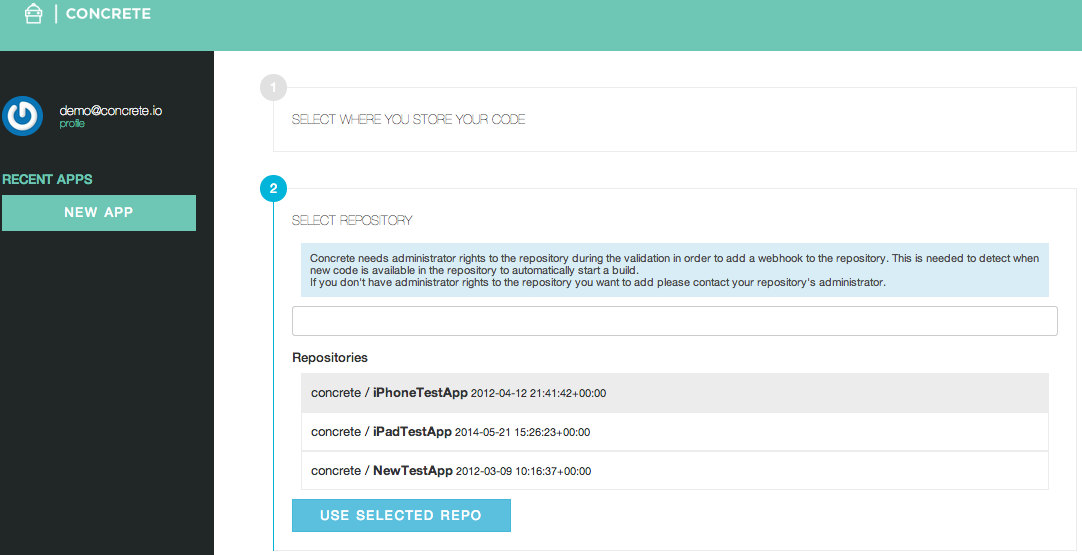 CONCRETE
demo@concrete.io
profile
RECENT APPS
NEW APP
1
SELECT WHERE YOU STORE YOUR CODE
2
SELECT REPOSITORY
Concrete needs administrator rights to the repository during the validation in order to add a webhook to the repository. This is needed to detect when
new code is available in the repository to automatically start a build.
If you don't have administrator rights to the repository you want to add please contact your repository's administrator.
Repositories
concrete / iPhoneTestApp 2012-04-12 21:41:42+00:00
concrete / iPadTestApp 2014-05-21 15:26:23+00:00
concrete / NewTestApp 2012-03-09 10:16:37+00:00
USE SELECTED REPO